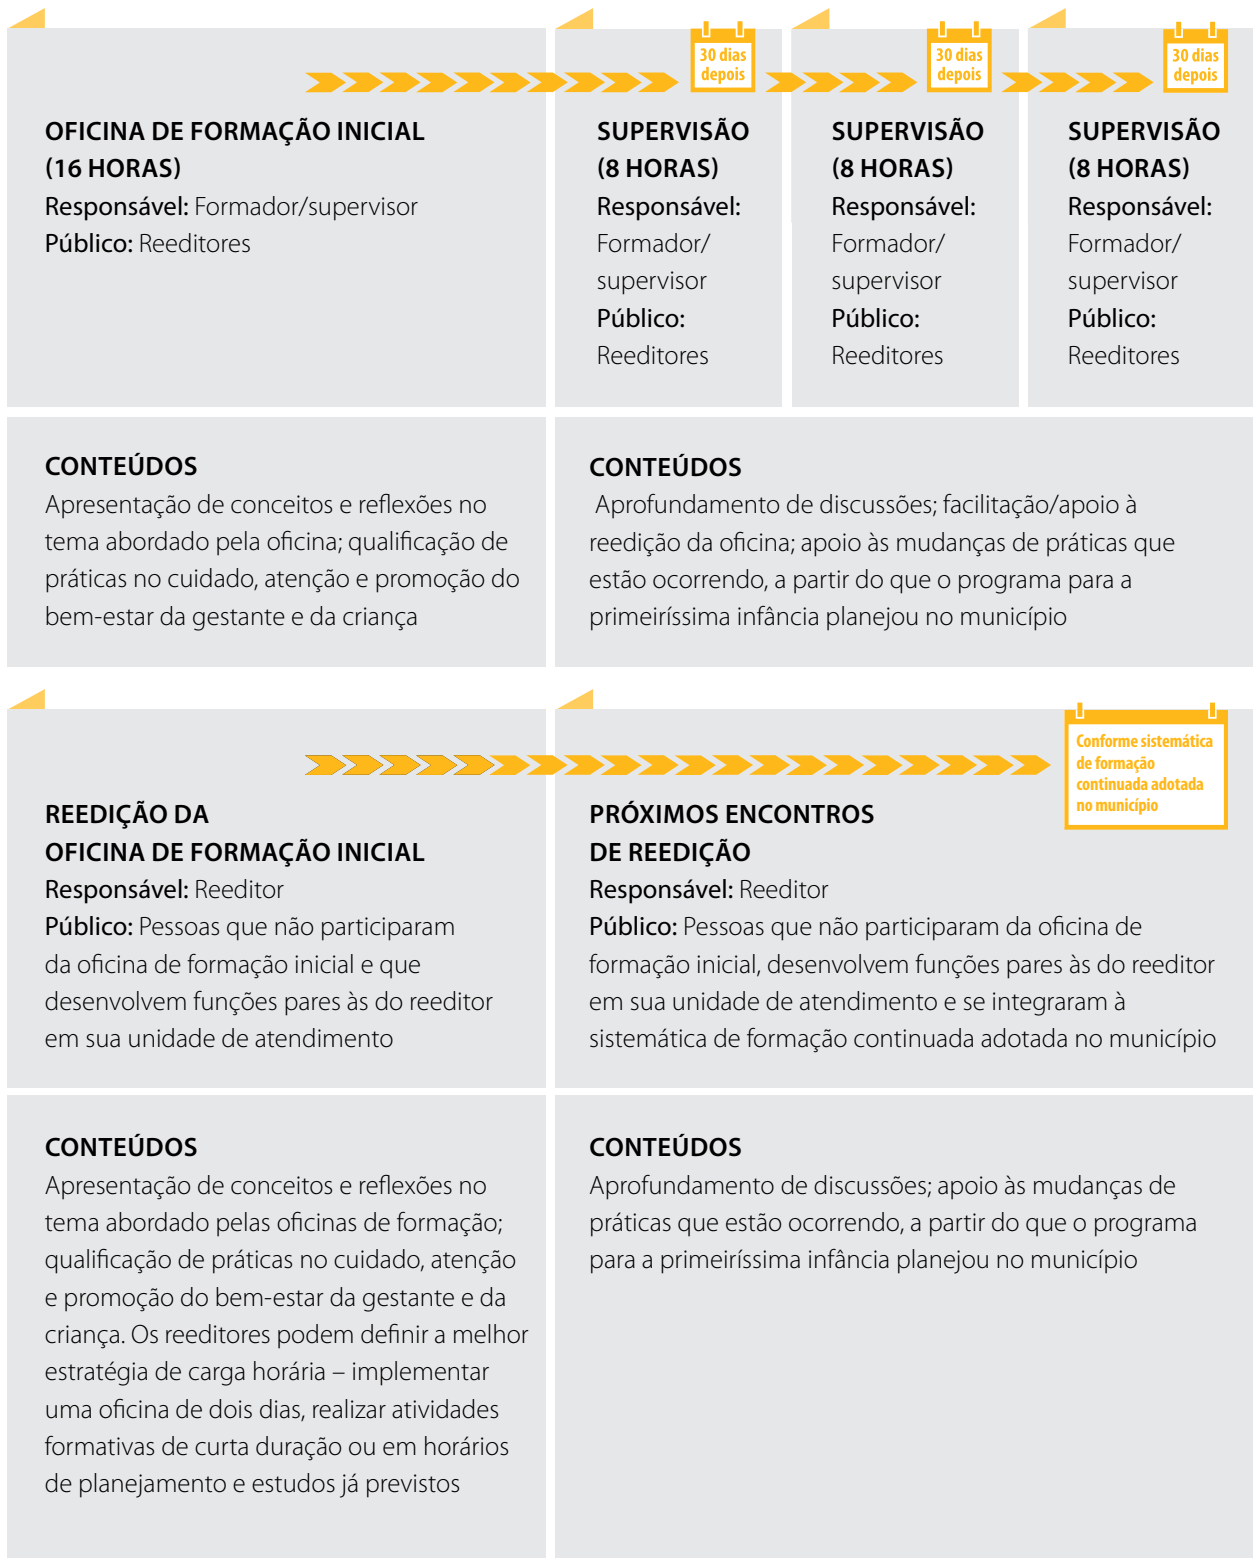 30 dias
depois
30 dias
depois
30 dias
depois
OFICINA DE FORMAÇÃO INICIAL
(16 HORAS)
Responsável: Formador/supervisor
Público: Reeditores
SUPERVISÃO
(8 HORAS)
Responsável:
Formador/
supervisor
Público:
Reeditores
SUPERVISÃO
(8 HORAS)
Responsável:
Formador/
supervisor
Público:
Reeditores
SUPERVISÃO
(8 HORAS)
Responsável:
Formador/
supervisor
Público:
Reeditores
CONTEÚDOS
Apresentação de conceitos e reflexões no
tema abordado pela oficina; qualificação de
práticas no cuidado, atenção e promoção do
bem-estar da gestante e da criança
CONTEÚDOS
Aprofundamento de discussões; facilitação/apoio à
reedição da oficina; apoio às mudanças de práticas que
estão ocorrendo, a partir do que o programa para a
primeiríssima infância planejou no município
Conforme sistemática
de formação
continuada adotada
no município
REEDIÇÃO DA
OFICINA DE FORMAÇÃO INICIAL
Responsável: Reeditor
Público: Pessoas que não participaram
da oficina de formação inicial e que
desenvolvem funções pares às do reeditor
em sua unidade de atendimento
PRÓXIMOS ENCONTROS
DE REEDIÇÃO
Responsável: Reeditor
Público: Pessoas que não participaram da oficina de
formação inicial, desenvolvem funções pares às do reeditor
em sua unidade de atendimento e se integraram à
sistemática de formação continuada adotada no município
CONTEÚDOS
Apresentação de conceitos e reflexões no
tema abordado pelas oficinas de formação;
qualificação de práticas no cuidado, atenção
e promoção do bem-estar da gestante e da
criança. Os reeditores podem definir a melhor
estratégia de carga horária – implementar
uma oficina de dois dias, realizar atividades
formativas de curta duração ou em horários
de planejamento e estudos já previstos
CONTEÚDOS
Aprofundamento de discussões; apoio às mudanças de
práticas que estão ocorrendo, a partir do que o programa
para a primeiríssima infância planejou no município